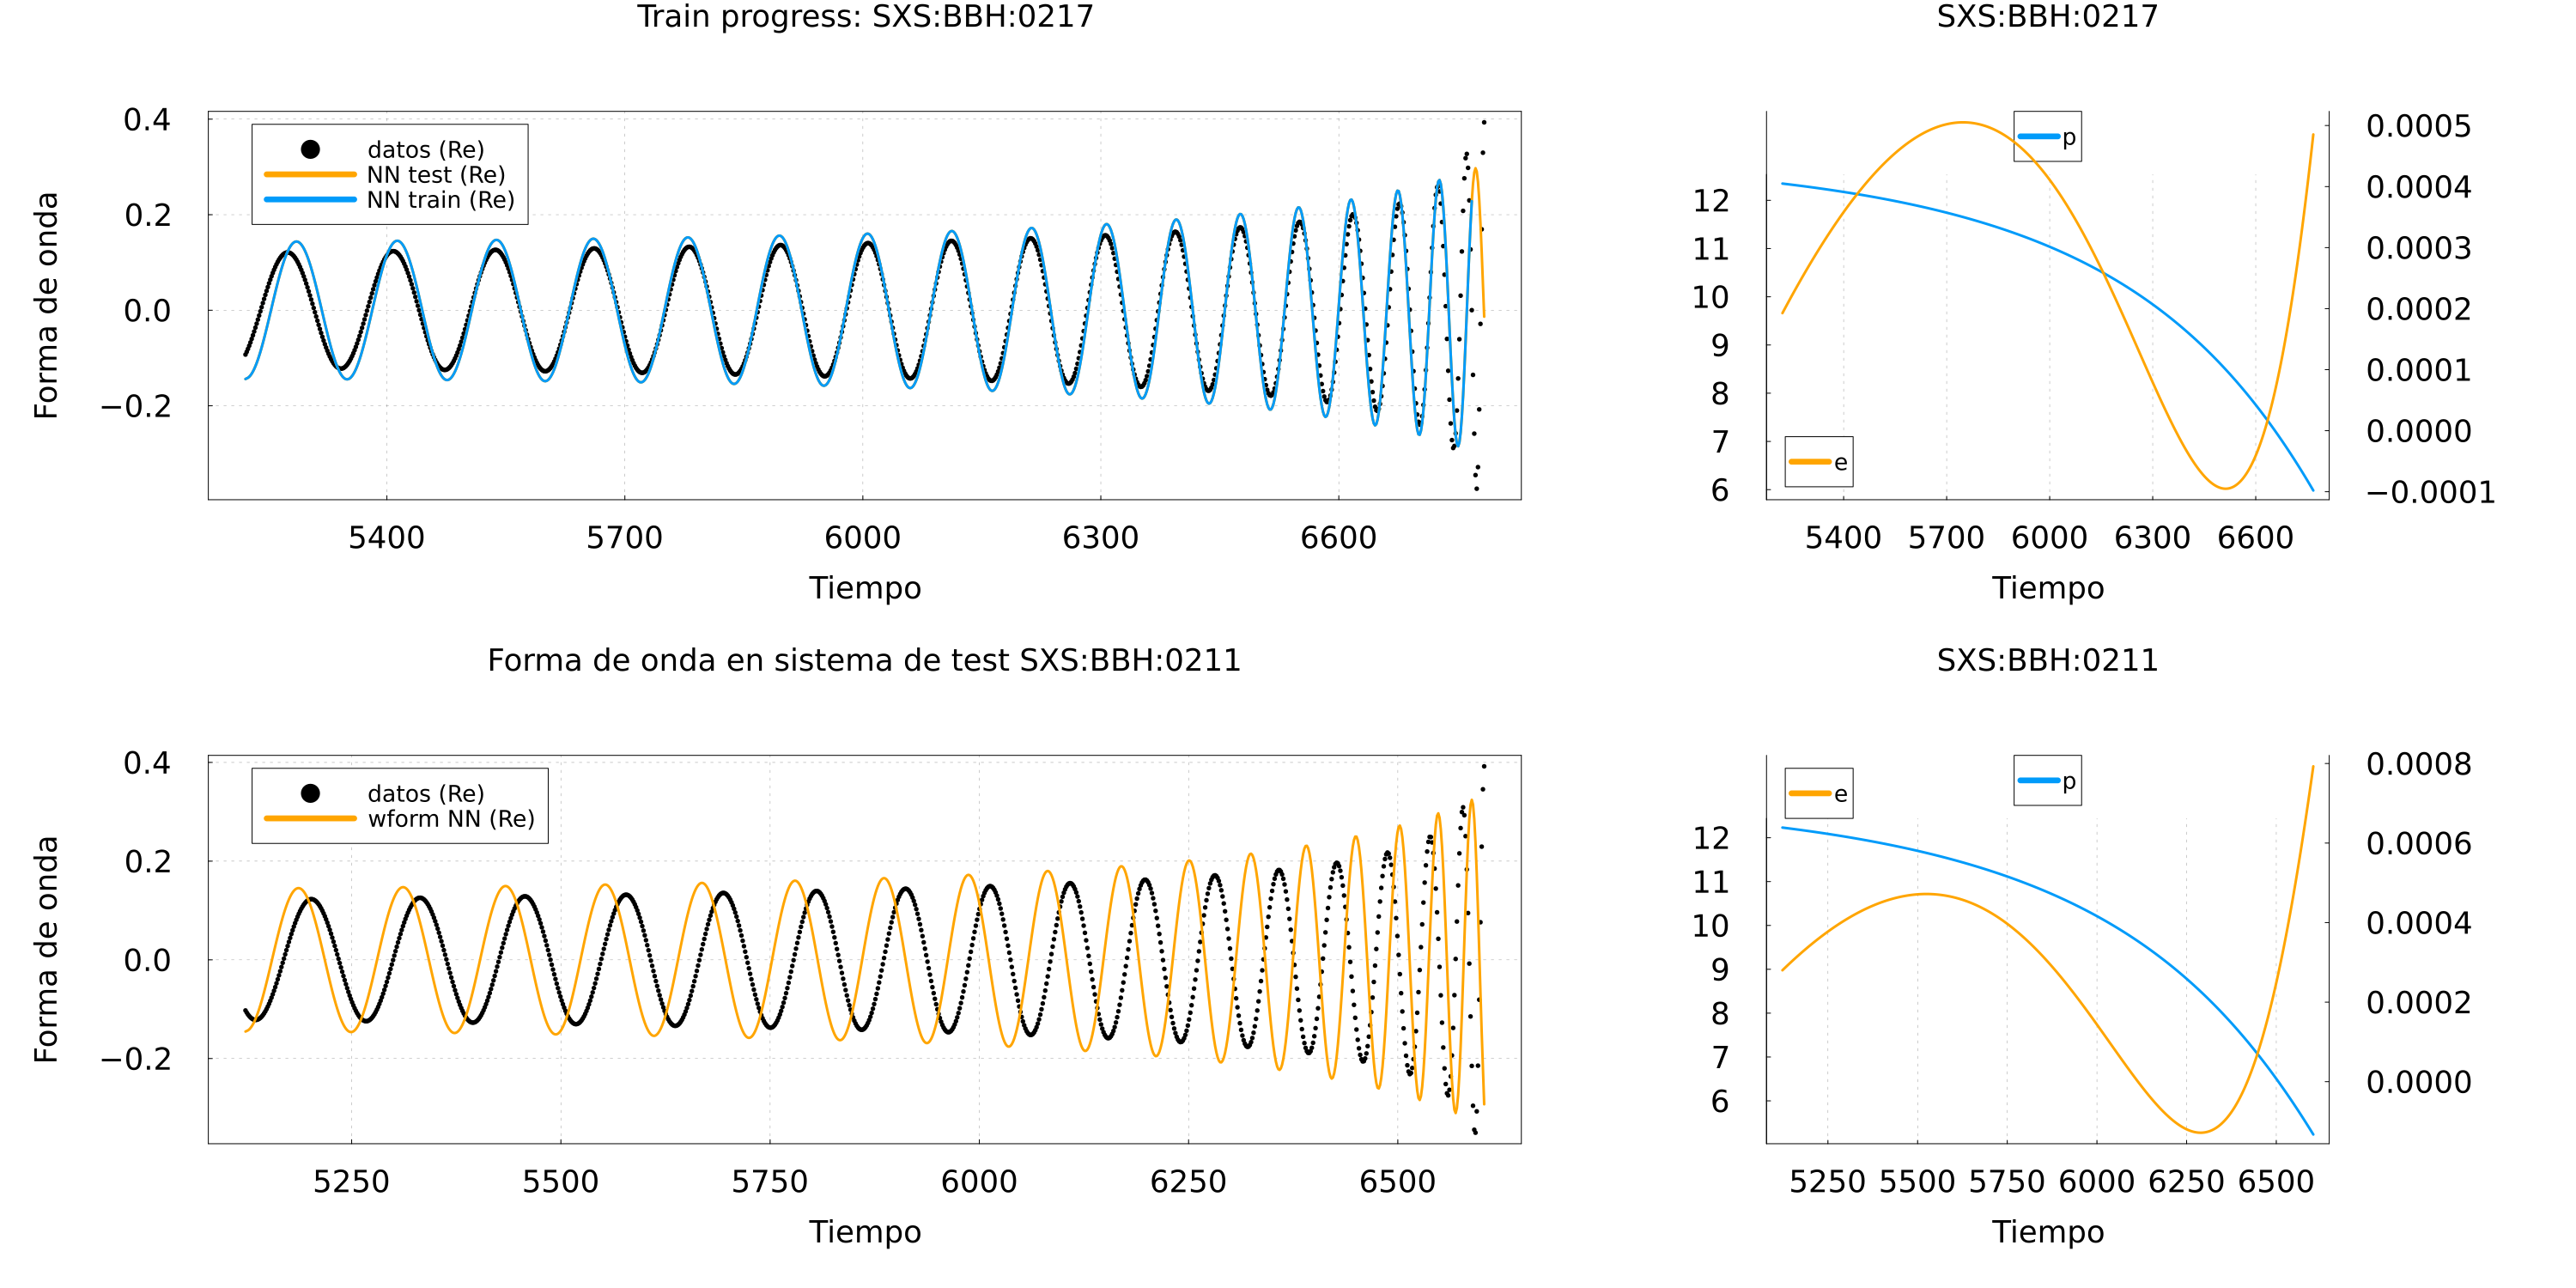 Train progress: SXS:BBH:0217
0.4
0.2
0.0
−0.2
Forma de onda
datos (Re)
NN test (Re)
NN train (Re)
5400 5700 6000 6300 6600
Tiempo
SXS:BBH:0217
12
11
10
9
8
7
6
p
e
0.0005
0.0004
0.0003
0.0002
0.0001
0.0000
−0.0001
5400 5700 6000 6300 6600
Tiempo
Forma de onda en sistema de test SXS:BBH:0211
0.4
0.2
0.0
−0.2
Forma de onda
datos (Re)
wform NN (Re)
5250 5500 5750 6000 6250 6500
Tiempo
SXS:BBH:0211
12
11
10
9
8
7
6
e
p
0.0008
0.0006
0.0004
0.0002
0.0000
5250 5500 5750 6000 6250 6500
Tiempo